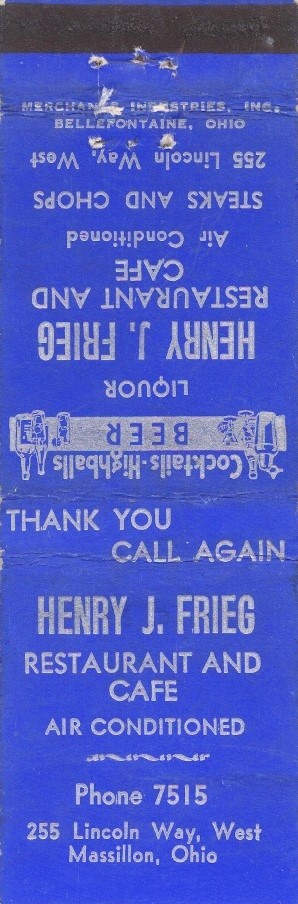 MERCHANTS INDUSTRIES, INC.
BELLEFONTAINE, OHIO
Cocktails-Highballs
BEER
LIQUOR
HENRY J. FRIEG
RESTAURANT AND
CAFE
Air Conditioned
STEAKS AND CHOPS
255 Lincoln Way, West
THANK YOU
CALL AGAIN
HENRY J. FRIEG
RESTAURANT AND
CAFE
AIR CONDITIONED
Phone 7515
255 Lincoln Way, West
Massillon, Ohio